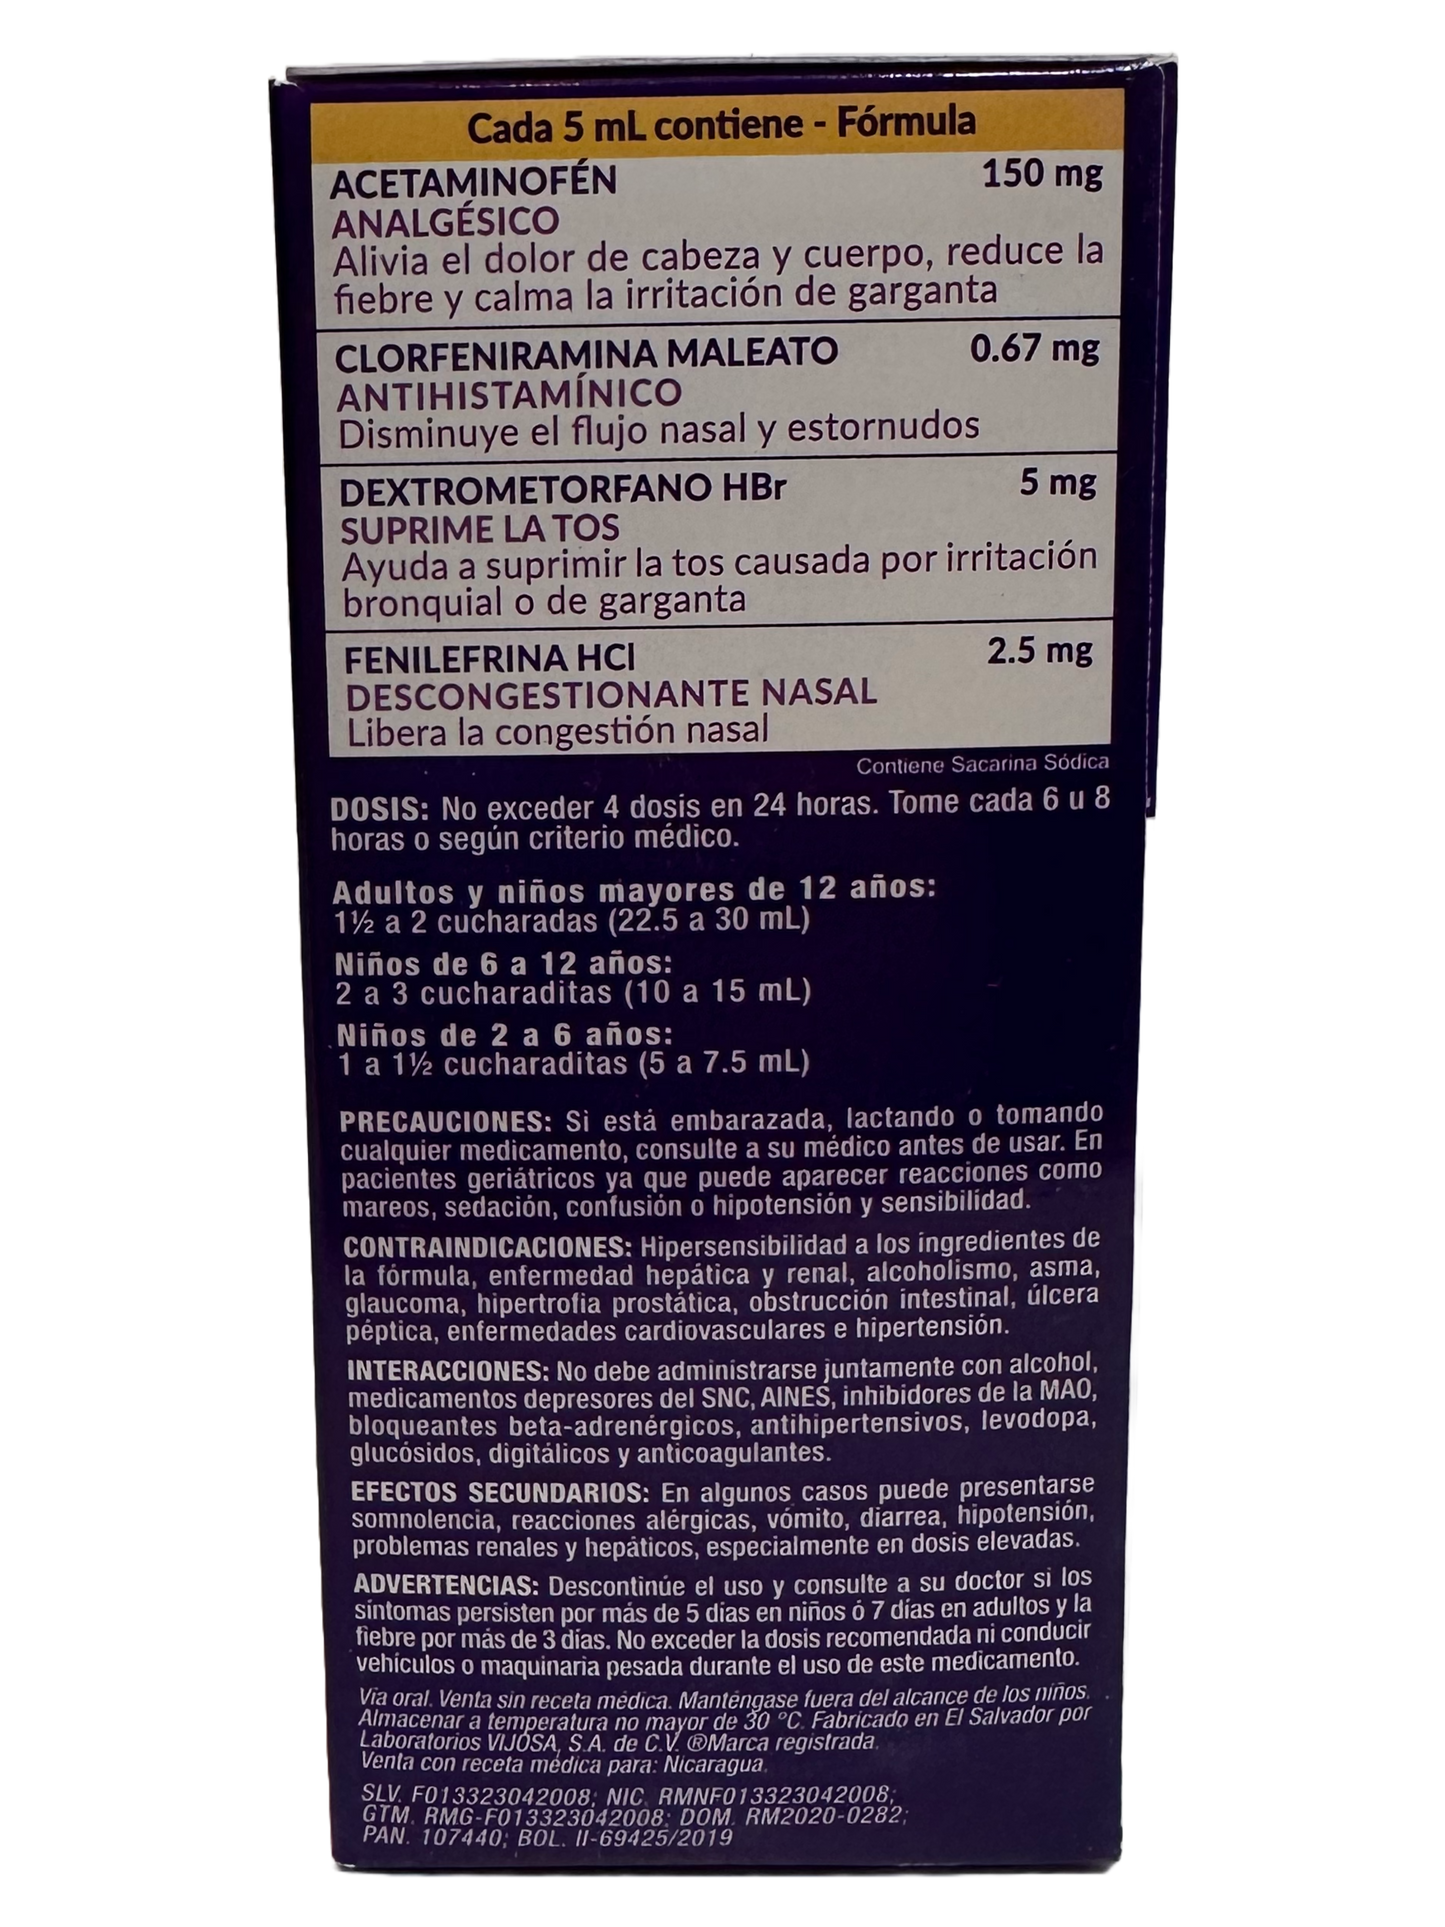 Cada 5 mL contiene - Fórmula
ACETAMINOFÉN 150 mg
ANALGÉSICO
Alivia el dolor de cabeza y cuerpo, reduce la
fiebre y calma la irritación de garganta
CLORFENIRAMINA MALEATO 0.67 mg
ANTIHISTAMÍNICO
Disminuye el flujo nasal y estornudos
DEXTROMETORFANO HBr 5 mg
SUPRIME LA TOS
Ayuda a suprimir la tos causada por irritación
bronquial o de garganta
FENILEFRINA HCl 2.5 mg
DESCONGESTIONANTE NASAL
Libera la congestión nasal
Contiene Sacarina Sódica
DOSIS: No exceder 4 dosis en 24 horas. Tome cada 6 u 8
horas o según criterio médico.
Adultos y niños mayores de 12 años:
1½ a 2 cucharadas (22.5 a 30 mL)
Niños de 6 a 12 años:
2 a 3 cucharaditas (10 a 15 mL)
Niños de 2 a 6 años:
1 a 1½ cucharaditas (5 a 7.5 mL)
PRECAUCIONES: Si está embarazada, lactando o tomando
cualquier medicamento, consulte a su médico antes de usar. En
pacientes geriátricos ya que puede aparecer reacciones como
mareos, sedación, confusión o hipotensión y sensibilidad.
CONTRAINDICACIONES: Hipersensibilidad a los ingredientes de
la fórmula, enfermedad hepática y renal, alcoholismo, asma,
glaucoma, hipertrofia prostática, obstrucción intestinal, úlcera
péptica, enfermedades cardiovasculares e hipertensión.
INTERACCIONES: No debe administrarse juntamente con alcohol,
medicamentos depresores del SNC, AINES, inhibidores de la MAO,
bloqueantes beta-adrenérgicos, antihipertensivos, levodopa,
glucósidos, digitálicos y anticoagulantes.
EFECTOS SECUNDARIOS: En algunos casos puede presentarse
somnolencia, reacciones alérgicas, vómito, diarrea, hipotensión,
problemas renales y hepáticos, especialmente en dosis elevadas.
ADVERTENCIAS: Descontinúe el uso y consulte a su doctor si los
síntomas persisten por más de 5 días en niños ó 7 días en adultos y la
fiebre por más de 3 días. No exceder la dosis recomendada ni conducir
vehículos o maquinaria pesada durante el uso de este medicamento.
Vía oral. Venta sin receta médica. Manténgase fuera del alcance de los niños.
Almacenar a temperatura no mayor de 30 °C. Fabricado en El Salvador por
Laboratorios VIJOSA, S.A. de C.V. ®Marca registrada.
Venta con receta médica para: Nicaragua.
SLV. F013323042008; NIC. RMNF013323042008;
GTM. RMG-F013323042008; DOM. RM2020-0282;
PAN. 107440; BOL. II-69425/2019